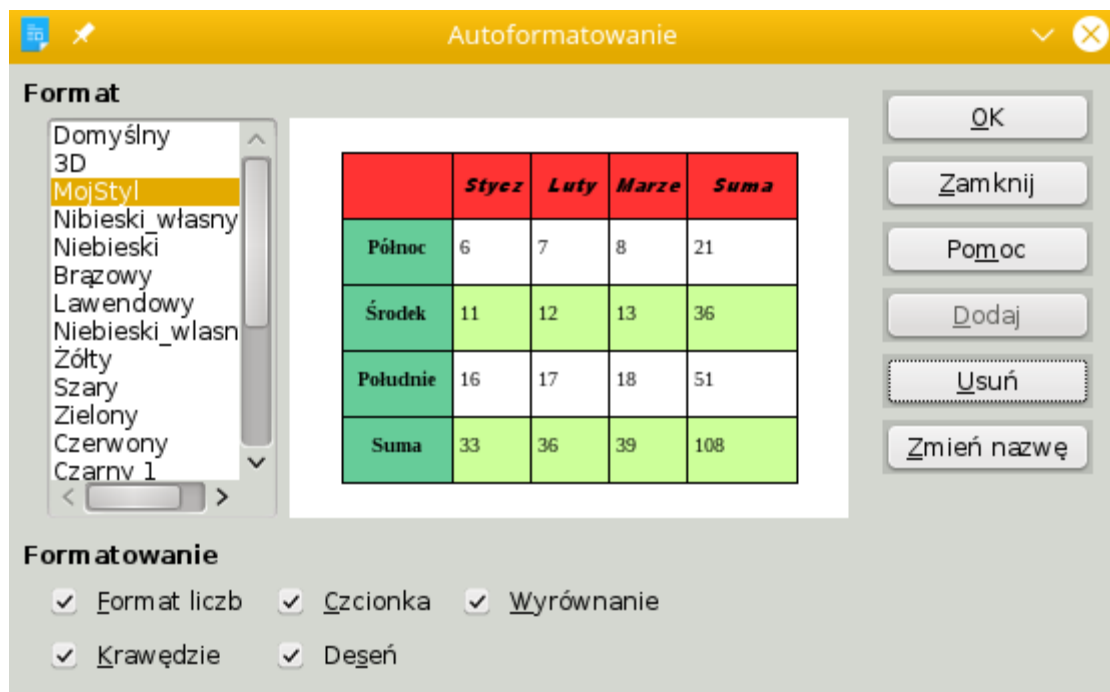 Autoformatowanie
Format
Domyślny
3D
MojStyl
Nibieski_własny
Niebieski
Brązowy
Lawendowy
Niebieski_wlasn
Żółty
Szary
Zielony
Czerwony
Czarny 1
Stycz Luty Marze Suma
Północ 6 7 8 21
Środek 11 12 13 36
Południe 16 17 18 51
Suma 33 36 39 108
OK
Zamknij
Pomoc
Dodaj
Usuń
Zmień nazwę
Formatowanie
Format liczb Czcionka Wyrównanie
Krawędzie Deseń